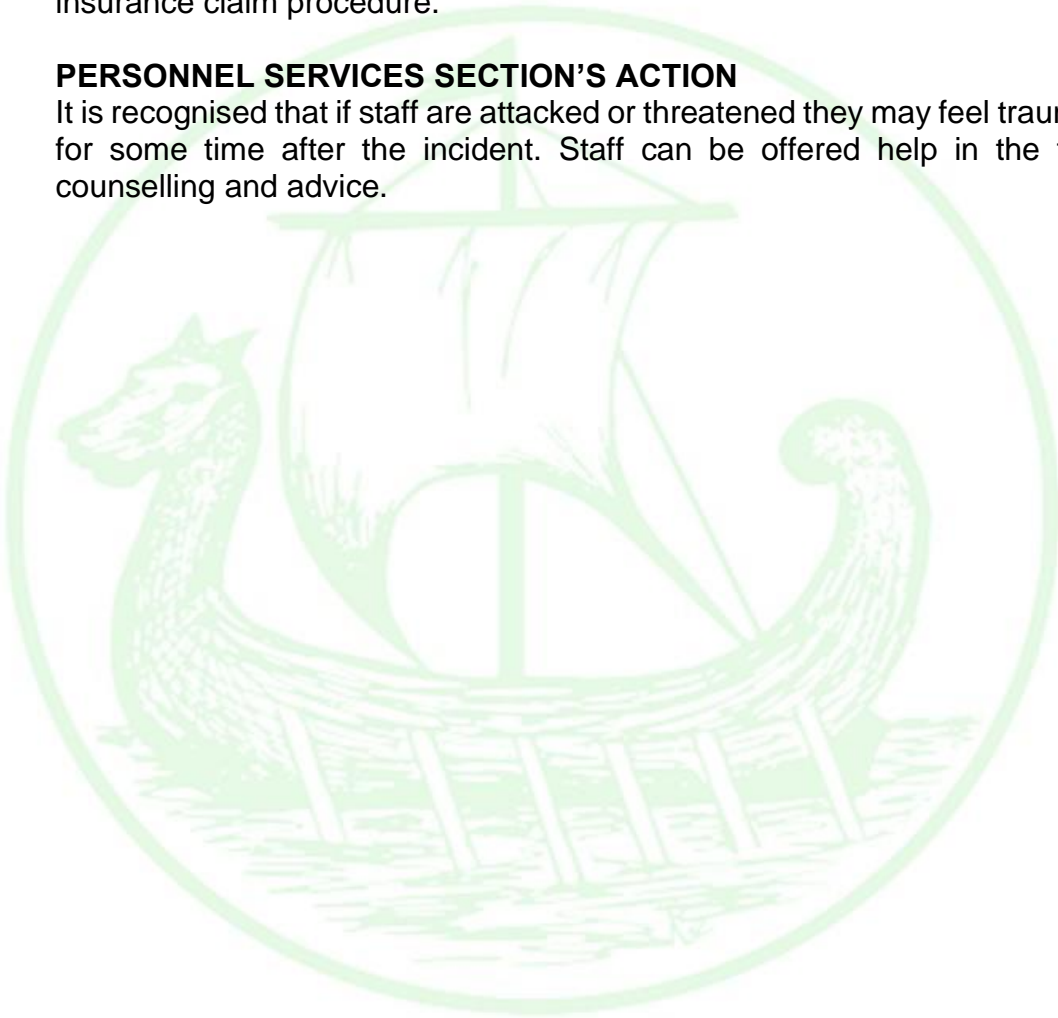 insurance claim procedure.
PERSONNEL SERVICES SECTION'S ACTION
It is recognised that if staff are attacked or threatened they may feel
for some time after the incident. Staff can be offered help in the
counselling and advice.